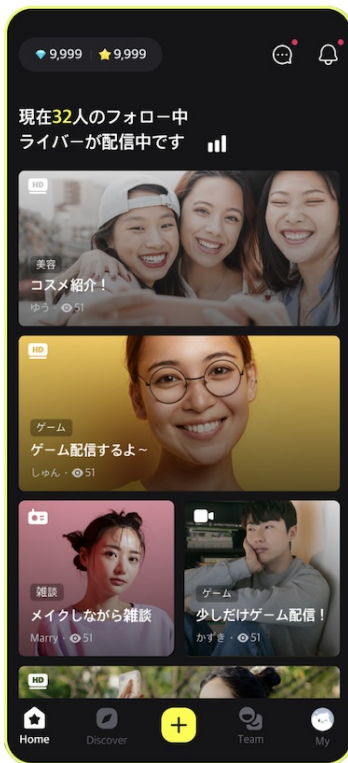 9,999 9,999
現在32人のフォロー中
ライバーが配信中です
HD
美容
コスメ紹介！
ゆう・51
HD
ゲーム
ゲーム配信するよ～
しゅん・51
雑談
メイクしながら雑談
Marry・51
ゲーム
少しだけゲーム配信！
かずき・51
HD
Home
Discover
Team
My